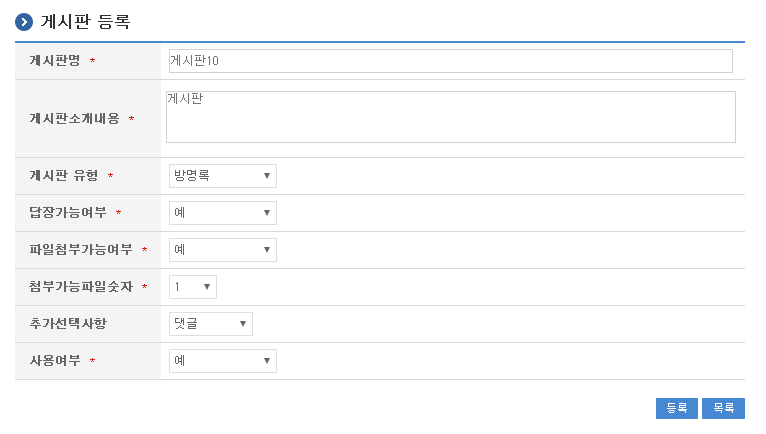 게시판 등록
게시판명 * 게시판10
게시판소개내용 * 게시판
게시판 유형 * 방명록
답장가능여부 * 예
파일첨부가능여부 * 예
첨부가능파일숫자 * 1
추가선택사항 댓글
사용여부 * 예
등록 목록